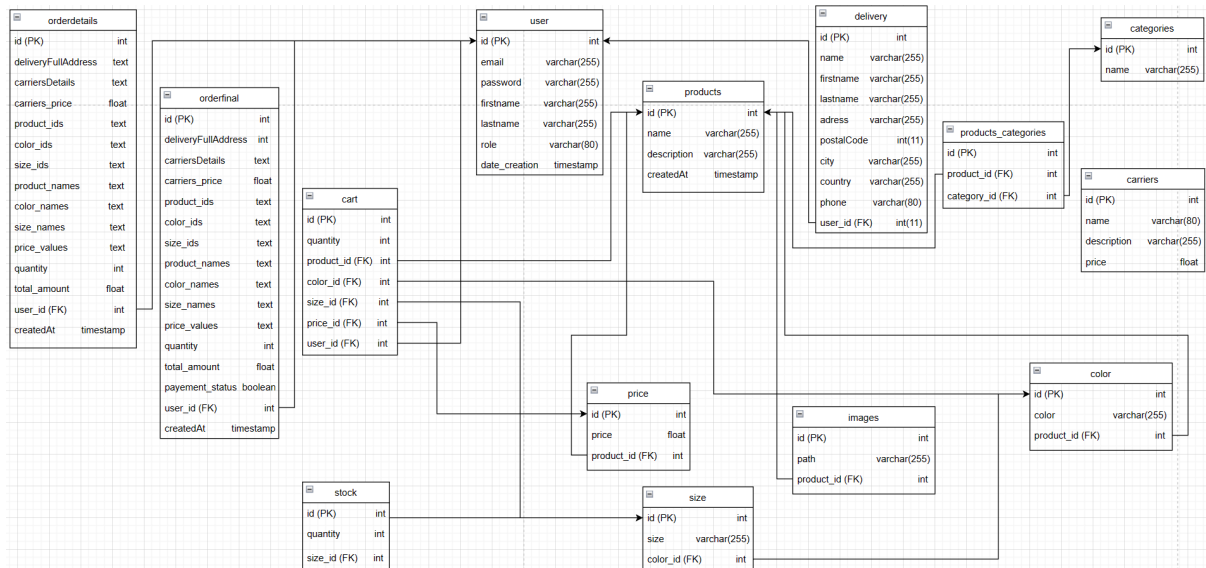 orderdetails
id (PK) int
deliveryFullAddress text
carriersDetails text
carriers_price float
product_ids text
color_ids text
size_ids text
product_names text
color_names text
size_names text
price_values text
quantity int
total_amount float
user_id (FK) int
createdAt timestamp
orderfinal
id (PK) int
deliveryFullAddress int
carriersDetails text
carriers_price float
product_ids text
color_ids text
size_ids text
product_names text
color_names text
size_names text
price_values text
quantity int
total_amount float
payement_status boolean
user_id (FK) int
createdAt timestamp
cart
id (PK) int
quantity int
product_id (FK) int
color_id (FK) int
size_id (FK) int
price_id (FK) int
user_id (FK) int
stock
id (PK) int
quantity int
size_id (FK) int
user
id (PK) int
email varchar(255)
password varchar(255)
firstname varchar(255)
lastname varchar(255)
role varchar(80)
date_creation timestamp
products
id (PK) int
name varchar(255)
description varchar(255)
createdAt timestamp
price
id (PK) int
price float
product_id (FK) int
size
id (PK) int
size varchar(255)
color_id (FK) int
delivery
id (PK) int
name varchar(255)
firstname varchar(255)
lastname varchar(255)
adress varchar(255)
postalCode int(11)
city varchar(255)
country varchar(255)
phone varchar(80)
user_id (FK) int(11)
images
id (PK) int
path varchar(255)
product_id (FK) int
products_categories
id (PK) int
product_id (FK) int
category_id (FK) int
categories
id (PK) int
name varchar(255)
carriers
id (PK) int
name varchar(80)
description varchar(255)
price float
color
id (PK) int
color varchar(255)
product_id (FK) int